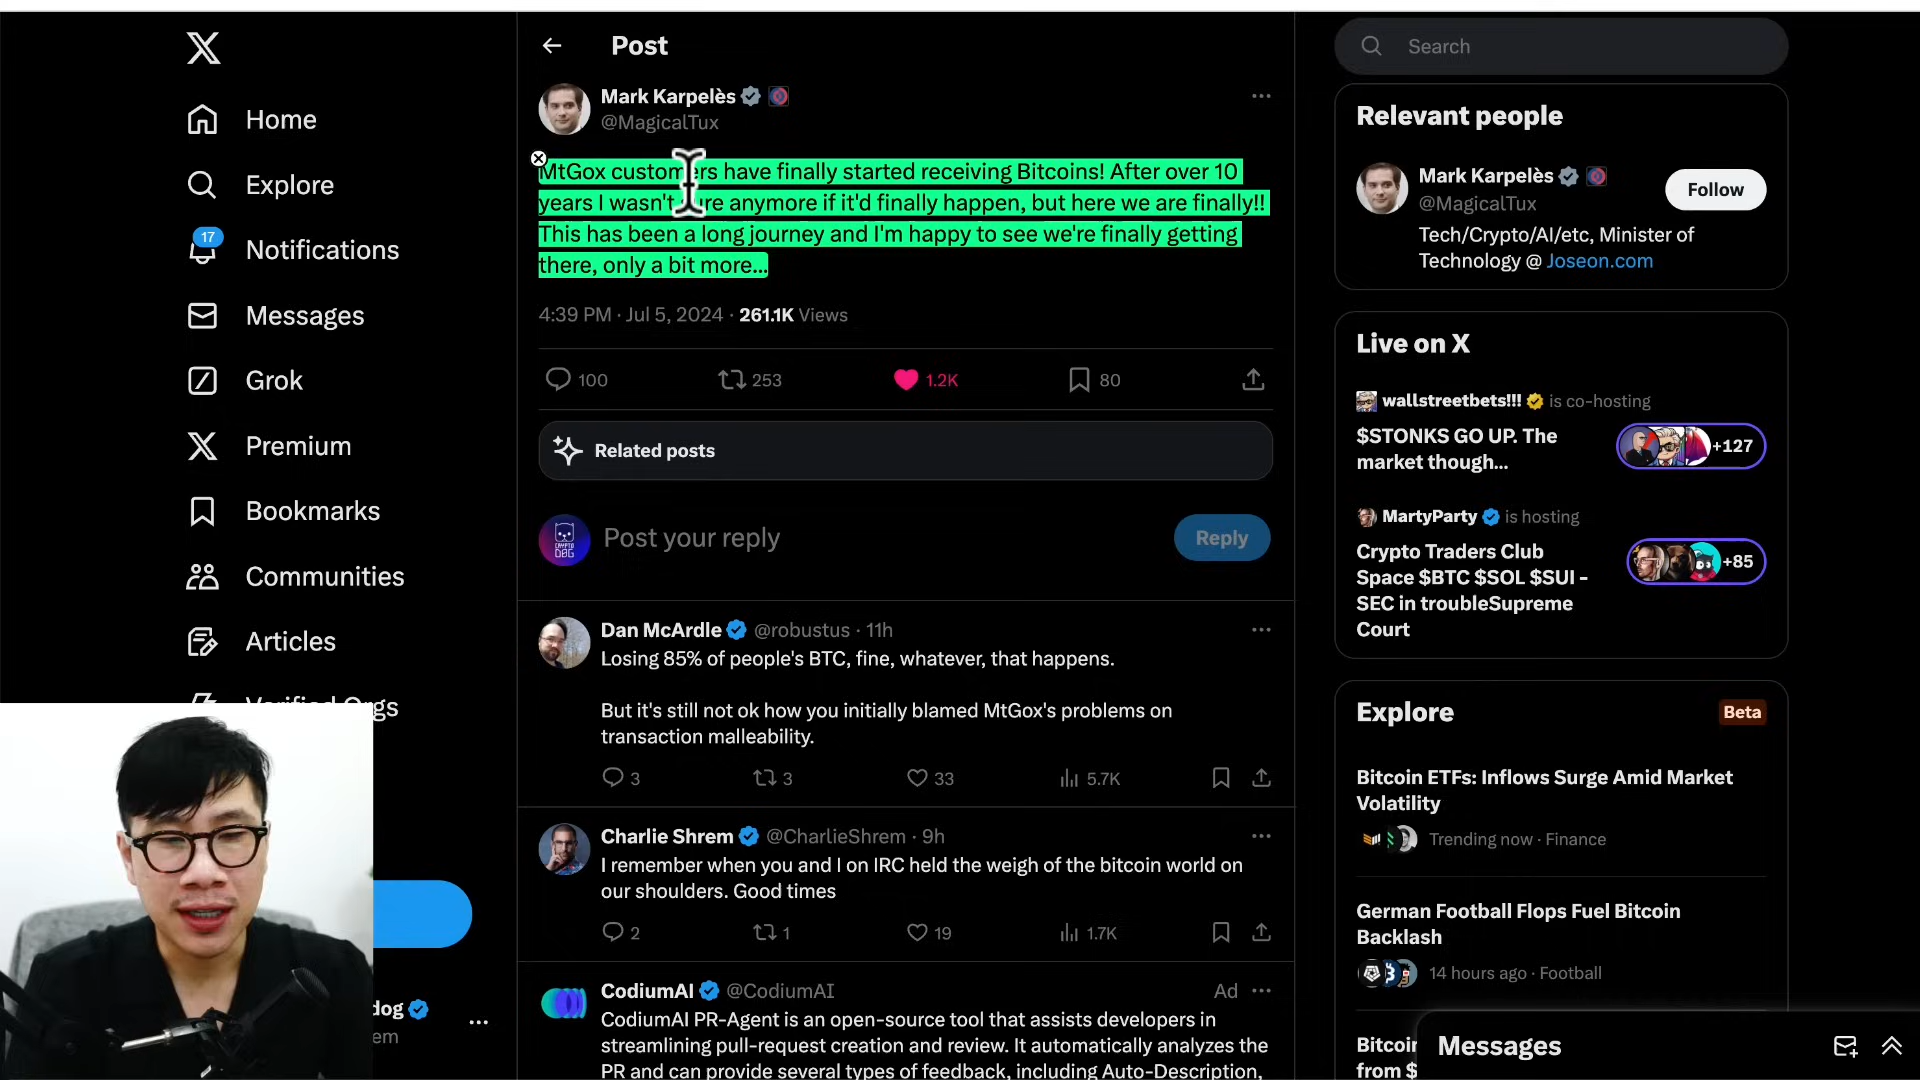 Home
Explore
17
Notifications
Messages
Grok
Premium
Bookmarks
Communities
Articles
Verified Orgs
dog
em
Post
Mark Karpelès
@MagicalTux
MtGox customers have finally started receiving Bitcoins! After over 10
years I wasn't sure anymore if it'd finally happen, but here we are finally!!
This has been a long journey and I'm happy to see we're finally getting
there, only a bit more...
4:39 PM · Jul 5, 2024 · 261.1K Views
100
253
1.2K
80
Related posts
CRYPTO DOG
Post your reply
Reply
Dan McArdle @robustus · 11h
Losing 85% of people's BTC, fine, whatever, that happens.
But it's still not ok how you initially blamed MtGox's problems on
transaction malleability.
3
3
33
5.7K
Charlie Shrem @CharlieShrem · 9h
I remember when you and I on IRC held the weigh of the bitcoin world on
our shoulders. Good times
2
1
19
1.7K
CodiumAI @CodiumAI
Ad
CodiumAI PR-Agent is an open-source tool that assists developers in
streamlining pull-request creation and review. It automatically analyzes the
PR and can provide several types of feedback, including Auto-Description,
Search
Relevant people
Mark Karpelès
@MagicalTux
Follow
Tech/Crypto/AI/etc, Minister of
Technology @ Joseon.com
Live on X
wallstreetbets!!! is co-hosting
$STONKS GO UP. The
market though...
+127
MartyParty is hosting
Crypto Traders Club
Space $BTC $SOL $SUI -
SEC in troubleSupreme
Court
+85
Explore
Beta
Bitcoin ETFs: Inflows Surge Amid Market
Volatility
Trending now · Finance
German Football Flops Fuel Bitcoin
Backlash
14 hours ago · Football
Bitcoin
from $
Messages